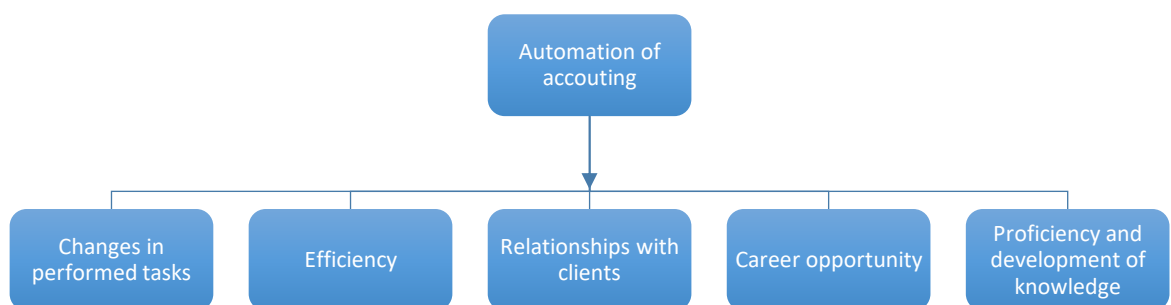 Automation of
accouting
Changes in
performed tasks
Efficiency
Relationships with
clients
Career opportunity
Proficiency and
development of
knowledge